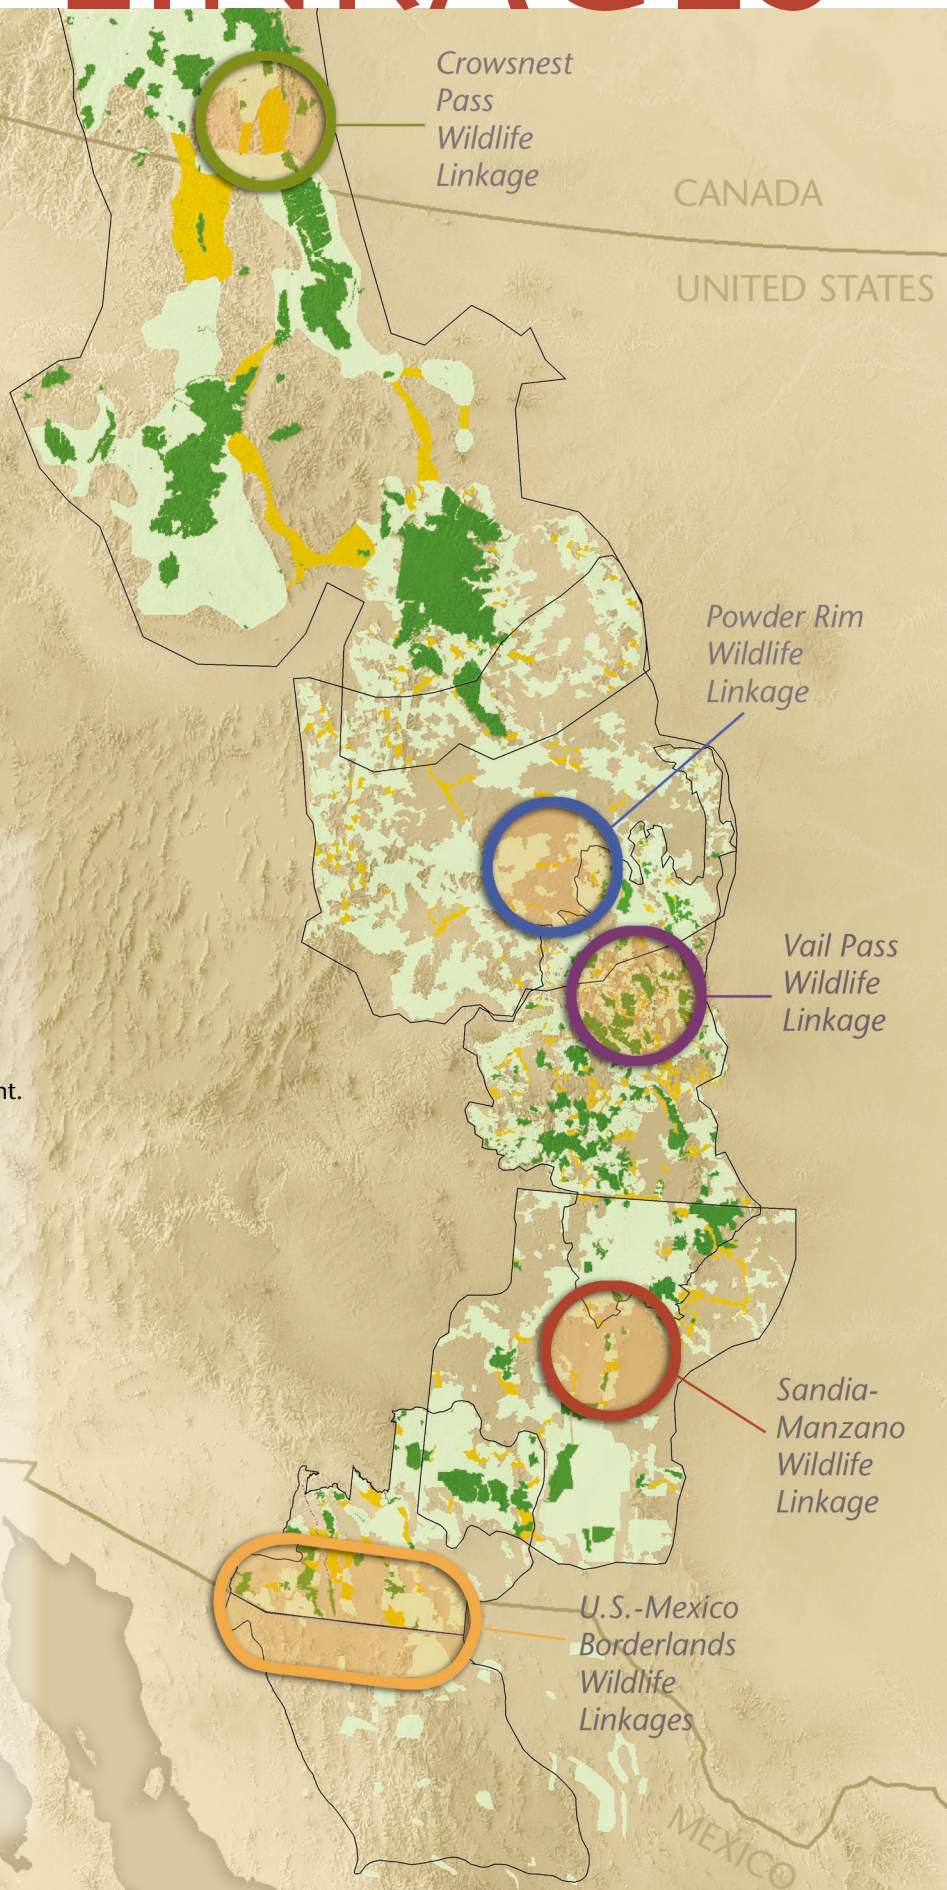 Crowsnest
Pass
Wildlife
Linkage
CANADA
UNITED STATES
Powder Rim
Wildlife
Linkage
Vail Pass
Wildlife
Linkage
nt.
Sandia-
Manzano
Wildlife
Linkage
U.S.-Mexico
Borderlands
Wildlife
Linkages
MEXICO